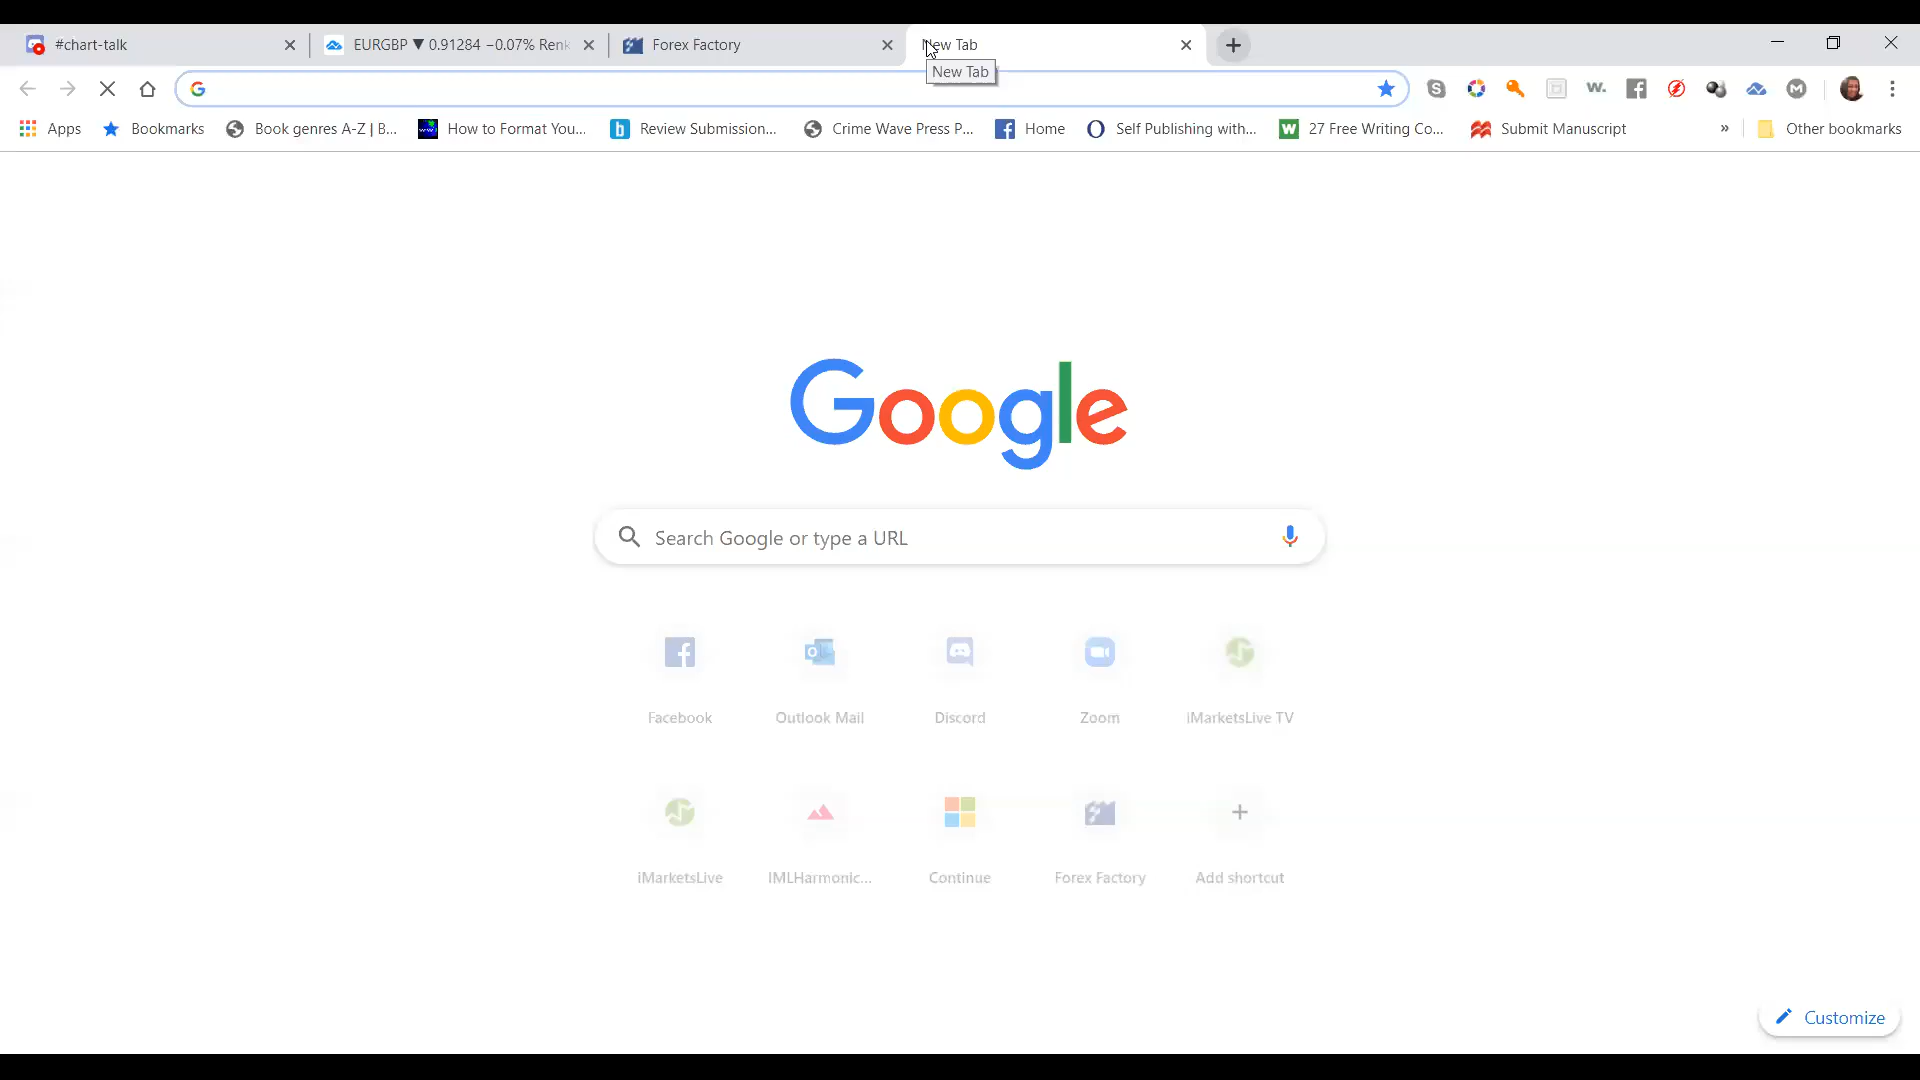 #chart-talk
EURGBP ▼ 0.91284 −0.07% Renk
Forex Factory
New Tab
New Tab
Apps
Bookmarks
Book genres A-Z | B...
How to Format You...
Review Submission...
Crime Wave Press P...
Home
Self Publishing with...
27 Free Writing Co...
Submit Manuscript
»
Other bookmarks
Google
Search Google or type a URL
Facebook
Outlook Mail
Discord
Zoom
iMarketsLive TV
iMarketsLive
IMLHarmonic...
Continue
Forex Factory
Add shortcut
Customize